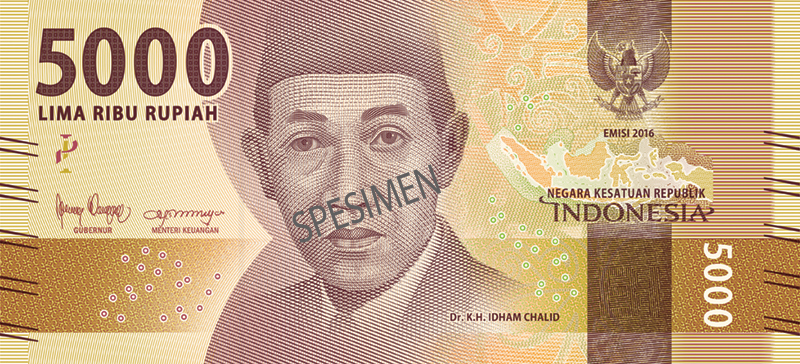 5000
LIMA RIBU RUPIAH
EMISI 2016
SPESIMEN
NEGARA KESATUAN REPUBLIK
INDONESIA
GUBERNUR
MENTERI KEUANGAN
5000
Dr. K.H. IDHAM CHALID